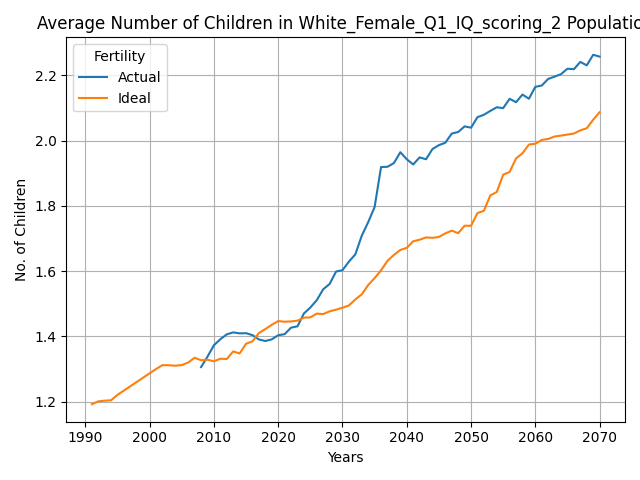 Average Number of Children in White_Female_Q1_IQ_scoring_2 Populatio
Fertility
Actual
Ideal
No. of Children
2.2
2.0
1.8
1.6
1.4
1.2
1990 2000 2010 2020 2030 2040 2050 2060 2070
Years